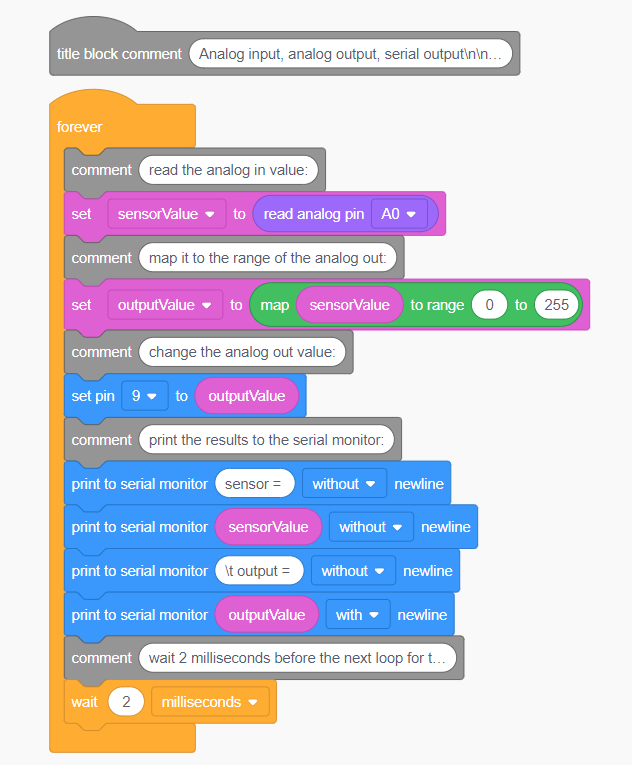 title block comment Analog input, analog output, serial output\n\n...
forever
comment read the analog in value:
set sensorValue to read analog pin A0
comment map it to the range of the analog out:
set outputValue to map sensorValue to range 0 to 255
comment change the analog out value:
set pin 9 to outputValue
comment print the results to the serial monitor:
print to serial monitor sensor = without newline
print to serial monitor sensorValue without newline
print to serial monitor \t output = without newline
print to serial monitor outputValue with newline
comment wait 2 milliseconds before the next loop for t...
wait 2 milliseconds